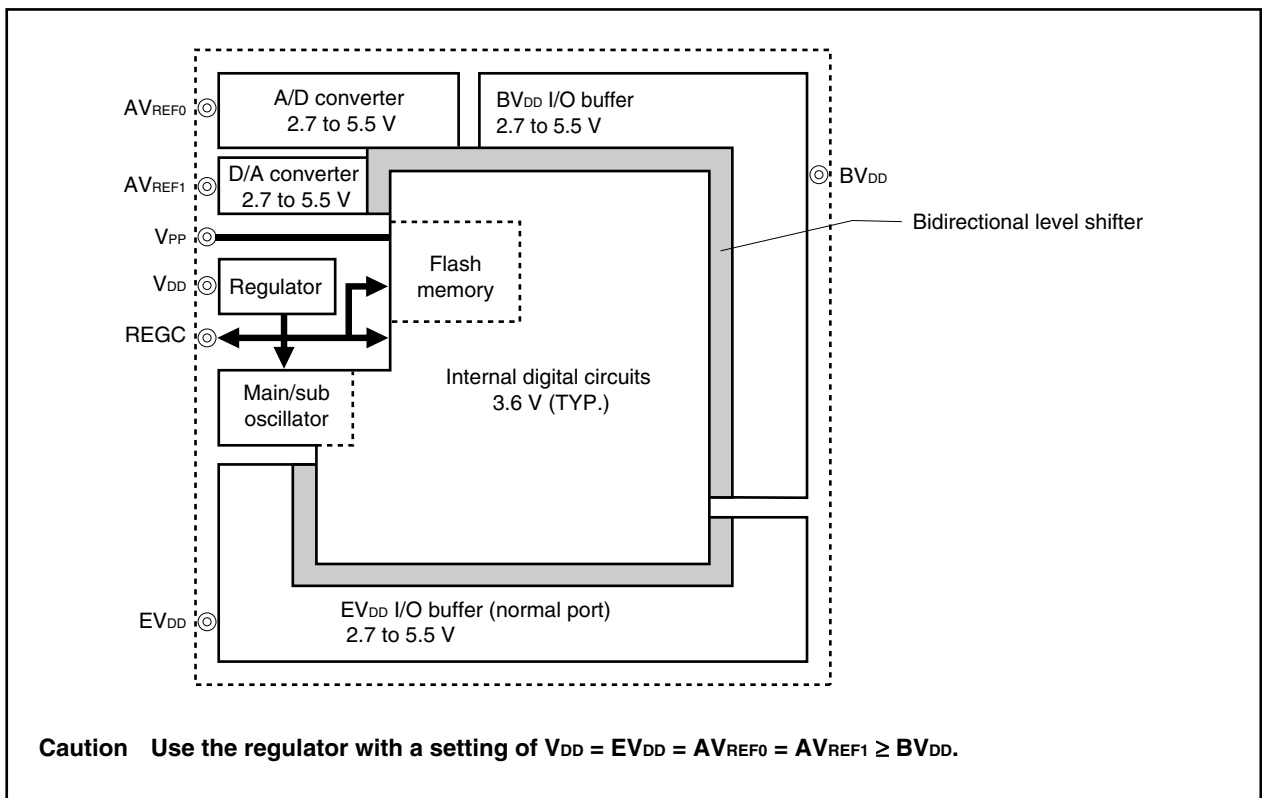 AVREF0
A/D converter
2.7 to 5.5 V
BVDD I/O buffer
2.7 to 5.5 V
AVREF1
D/A converter
2.7 to 5.5 V
BVDD
Bidirectional level shifter
VPP
Flash
memory
VDD
Regulator
REGC
Internal digital circuits
3.6 V (TYP.)
Main/sub
oscillator
EVDD
EVDD I/O buffer (normal port)
2.7 to 5.5 V
Caution Use the regulator with a setting of VDD = EVDD = AVREF0 = AVREF1 ≥ BVDD.